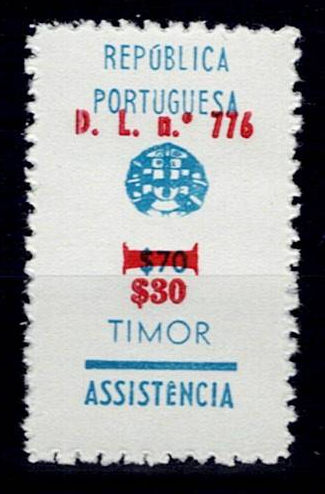 REPÚBLICA
PORTUGUESA
D. L. n.º 776
$70
$30
TIMOR
ASSISTÊNCIA